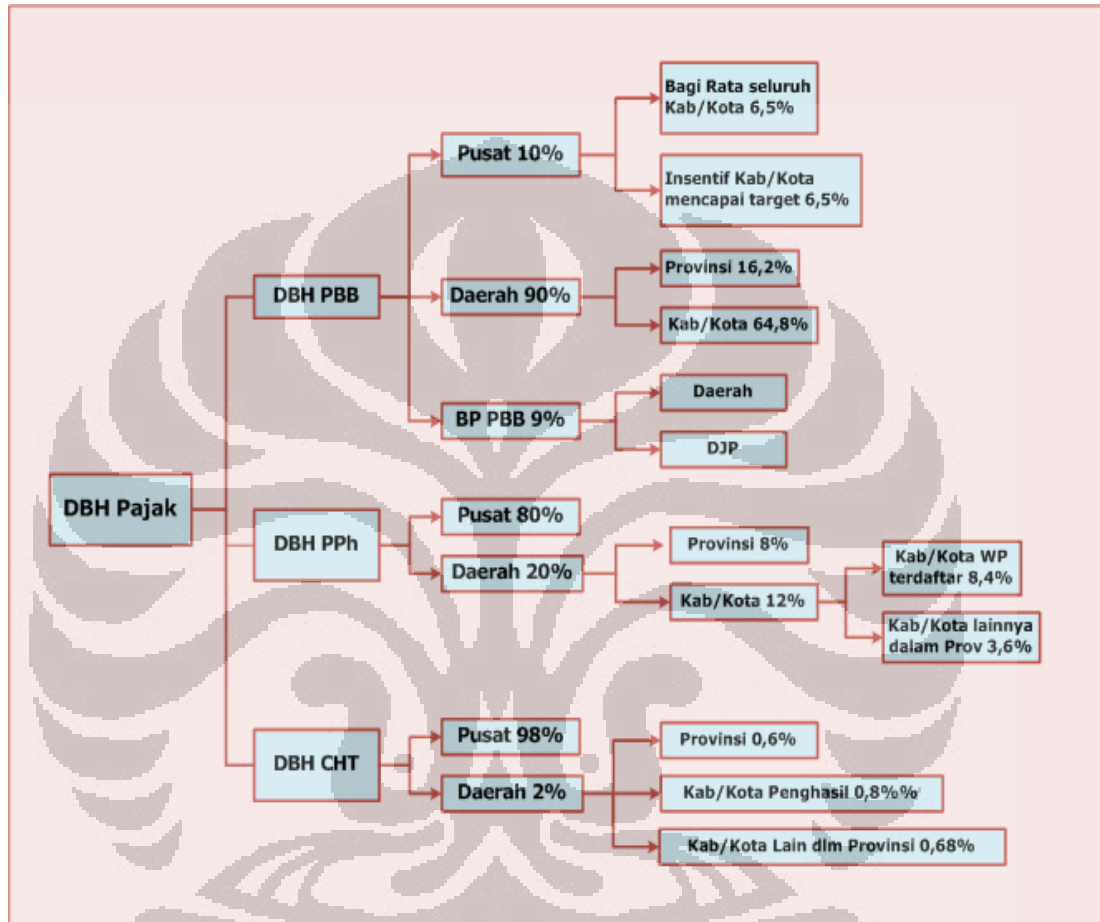 Bagi Rata seluruh
Kab/Kota 6,5%
Pusat 10%
Insentif Kab/Kota
mencapai target 6,5%
Provinsi 16,2%
DBH PBB
Daerah 90%
Kab/Kota 64,8%
Daerah
BP PBB 9%
DJP
DBH Pajak
Pusat 80%
DBH PPh
Provinsi 8%
Daerah 20%
Kab/Kota WP
terdaftar 8,4%
Kab/Kota 12%
Kab/Kota lainnya
dalam Prov 3,6%
Pusat 98%
Provinsi 0,6%
DBH CHT
Daerah 2%
Kab/Kota Penghasil 0,8%%
Kab/Kota Lain dlm Provinsi 0,68%